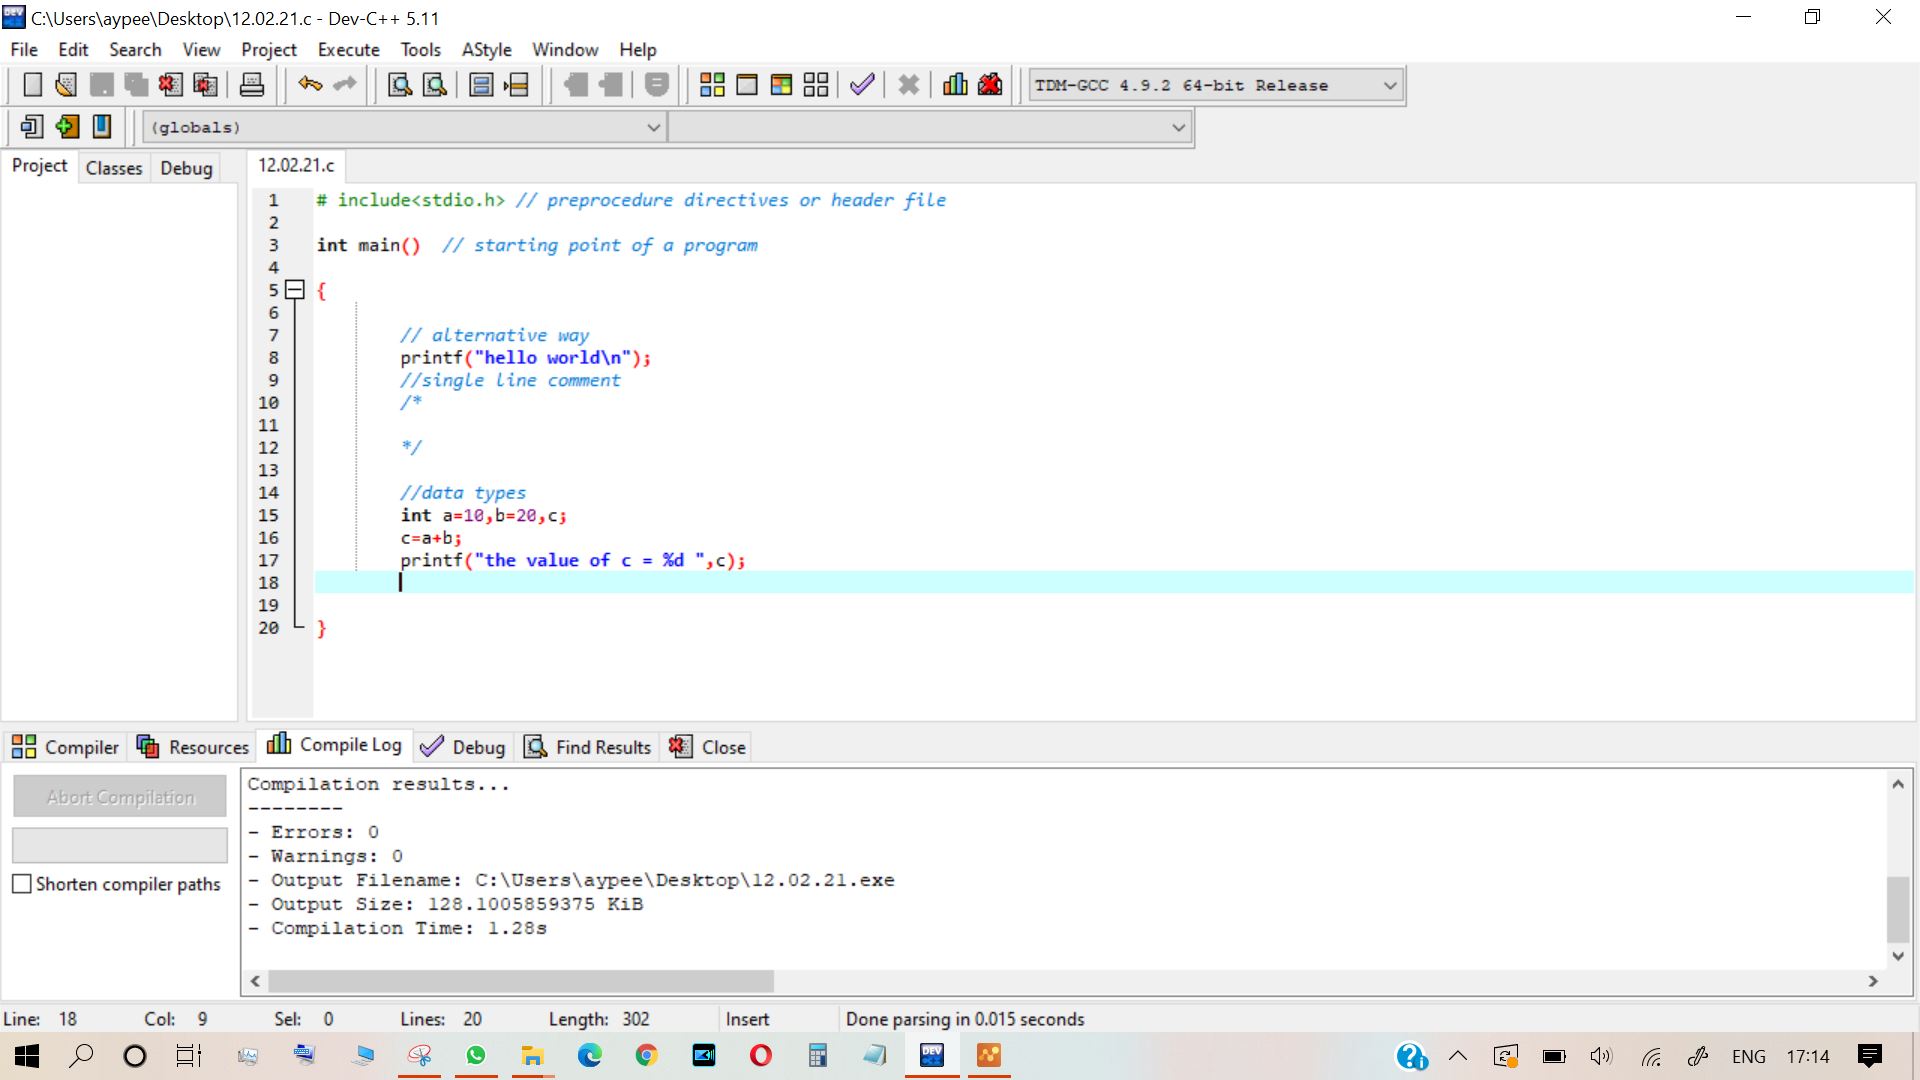 C:\Users\aypee\Desktop\12.02.21.c - Dev-C++ 5.11
File Edit Search View Project Execute Tools AStyle Window Help
TDM-GCC 4.9.2 64-bit Release
(globals)
Project Classes Debug 12.02.21.c
1 # include<stdio.h> // preprocedure directives or header file
2
3 int main() // starting point of a program
4
5 {
6
7 // alternative way
8 printf("hello world\n");
9 //single line comment
10 /*
11
12 */
13
14 //data types
15 int a=10,b=20,c;
16 c=a+b;
17 printf("the value of c = %d ",c);
18
19
20 }
Compiler Resources Compile Log Debug Find Results Close
Abort Compilation
Shorten compiler paths
Compilation results...
--------
- Errors: 0
- Warnings: 0
- Output Filename: C:\Users\aypee\Desktop\12.02.21.exe
- Output Size: 128.1005859375 KiB
- Compilation Time: 1.28s
Line: 18 Col: 9 Sel: 0 Lines: 20 Length: 302 Insert Done parsing in 0.015 seconds
DEV ENG 17:14